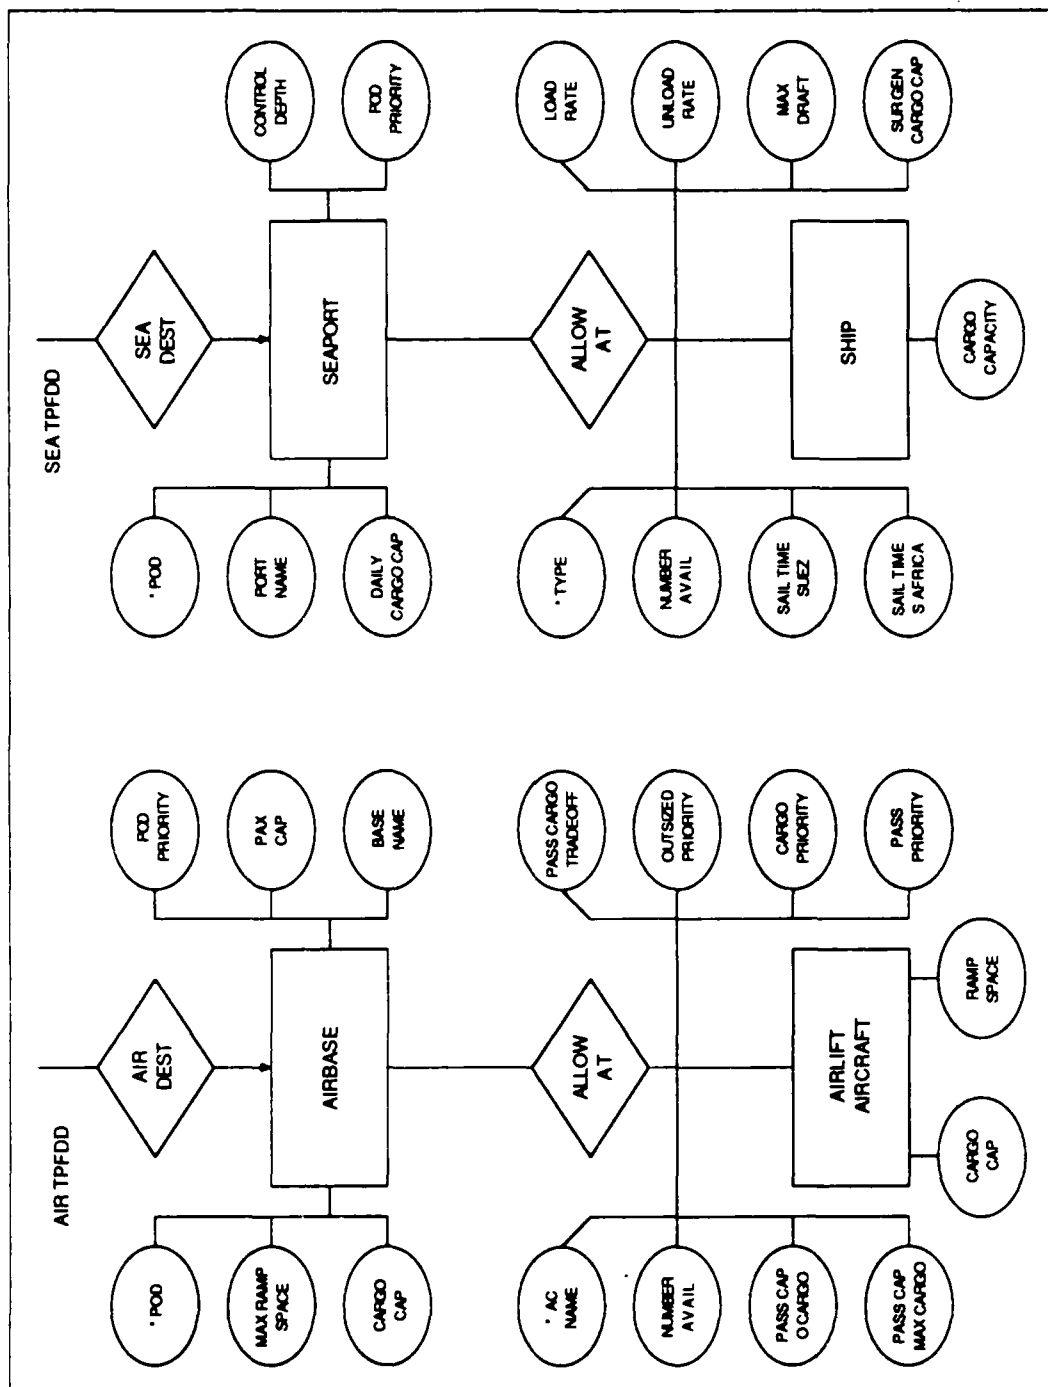 AIR TPFDD
AIR
DEST
* POD
MAX RAMP
SPACE
CARGO
CAP
AIRBASE
POD
PRIORITY
PAX
CAP
BASE
NAME
ALLOW
AT
* AC
NAME
NUMBER
AVAIL
PASS CAP
O CARGO
PASS CAP
MAX CARGO
AIRLIFT
AIRCRAFT
CARGO
CAP
RAMP
SPACE
PASS CARGO
TRADEOFF
OUTSIZED
PRIORITY
CARGO
PRIORITY
PASS
PRIORITY
SEA TPFDD
SEA
DEST
* POD
PORT
NAME
DAILY
CARGO CAP
SEAPORT
CONTROL
DEPTH
POD
PRIORITY
ALLOW
AT
* TYPE
NUMBER
AVAIL
SAIL TIME
SUEZ
SAIL TIME
S AFRICA
SHIP
CARGO
CAPACITY
LOAD
RATE
UNLOAD
RATE
MAX
DRAFT
SUR GEN
CARGO CAP